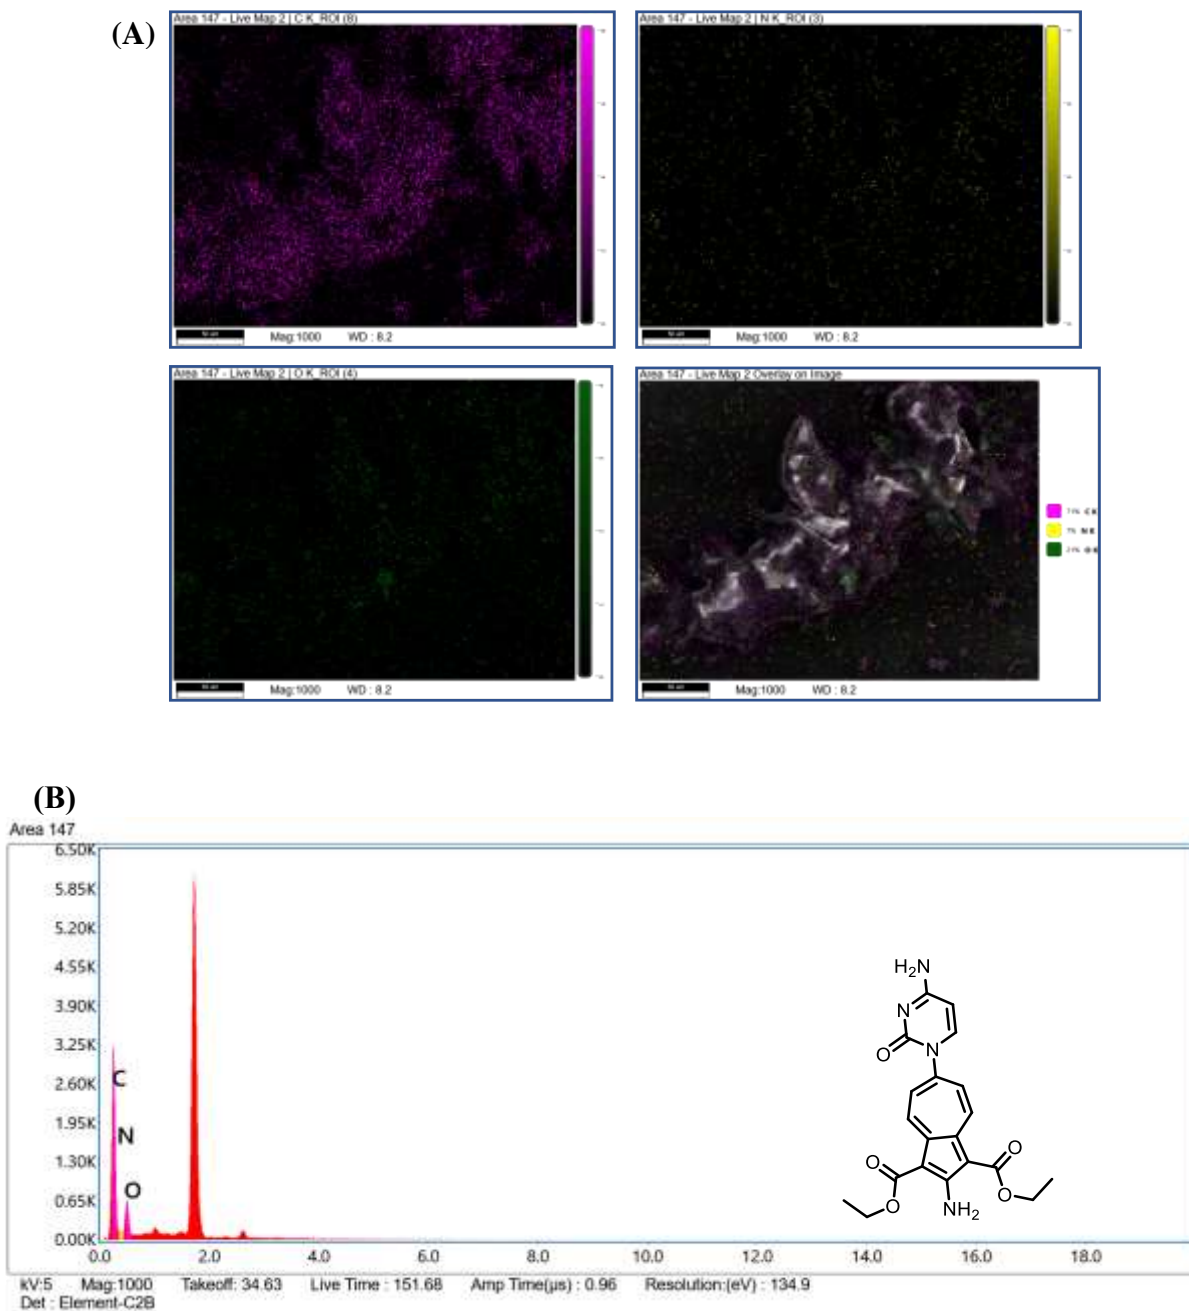 (A)
Area 147 - Live Map 2 | C K_ROI (8)
Area 147 - Live Map 2 | N K_ROI (3)
Mag:1000 WD : 8.2
Mag:1000 WD : 8.2
Area 147 - Live Map 2 | O K_ROI (4)
Area 147 - Live Map 2 Overlay on Image
C K
N K
O K
Mag:1000 WD : 8.2
Mag:1000 WD : 8.2
(B)
Area 147
6.50K
5.85K
5.20K
4.55K
3.90K
3.25K
2.60K
1.95K
1.30K
0.65K
0.00K
C
N
O
H₂N
N
O
N
O
O
O
O
NH₂
0.0 2.0 4.0 6.0 8.0 10.0 12.0 14.0 16.0 18.0
kV:5 Mag:1000 Takeoff: 34.63 Live Time : 151.68 Amp Time(µs) : 0.96 Resolution:(eV) : 134.9
Det : Element-C2B